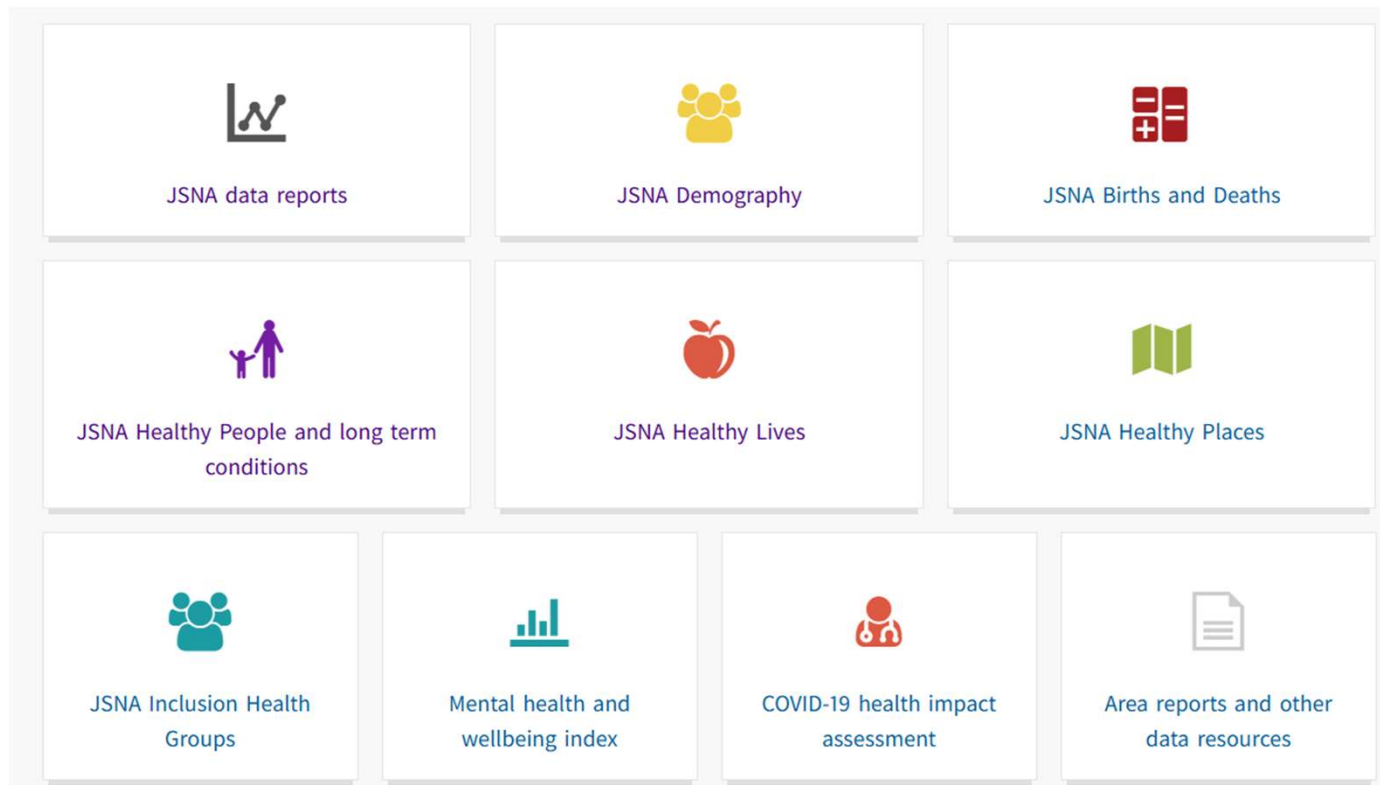 JSNA data reports
JSNA Demography
JSNA Births and Deaths
JSNA Healthy People and long term
conditions
JSNA Healthy Lives
JSNA Healthy Places
JSNA Inclusion Health
Groups
Mental health and
wellbeing index
COVID-19 health impact
assessment
Area reports and other
data resources